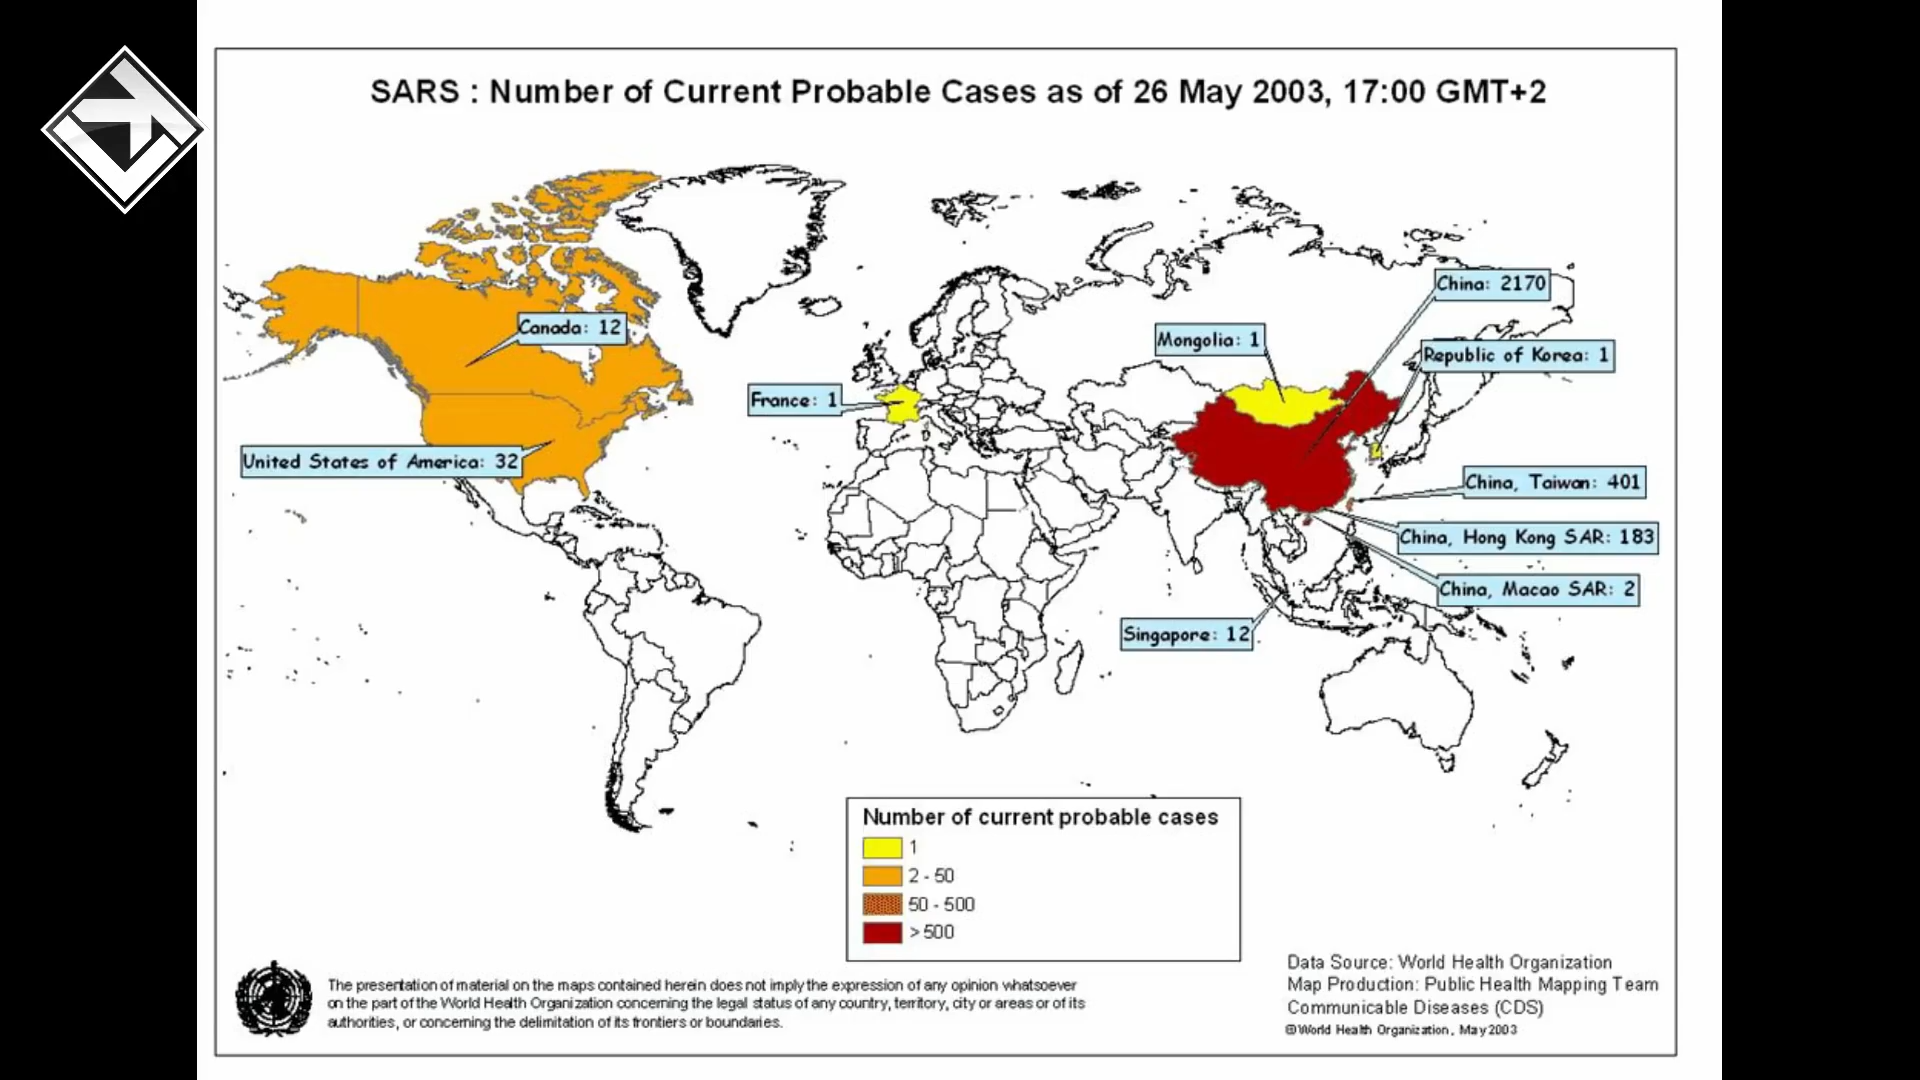 SARS : Number of Current Probable Cases as of 26 May 2003, 17:00 GMT+2
China: 2170
Canada: 12
Mongolia: 1
Republic of Korea: 1
France: 1
United States of America: 32
China, Taiwan: 401
China, Hong Kong SAR: 183
China, Macao SAR: 2
Singapore: 12
Number of current probable cases
1
2 - 50
50 - 500
> 500
The presentation of material on the maps contained herein does not imply the expression of any opinion whatsoever
on the part of the World Health Organization concerning the legal status of any country, territory, city or areas or of its
authorities, or concerning the delimitation of its frontiers or boundaries.
Data Source: World Health Organization
Map Production: Public Health Mapping Team
Communicable Diseases (CDS)
©World Health Organization, May 2003